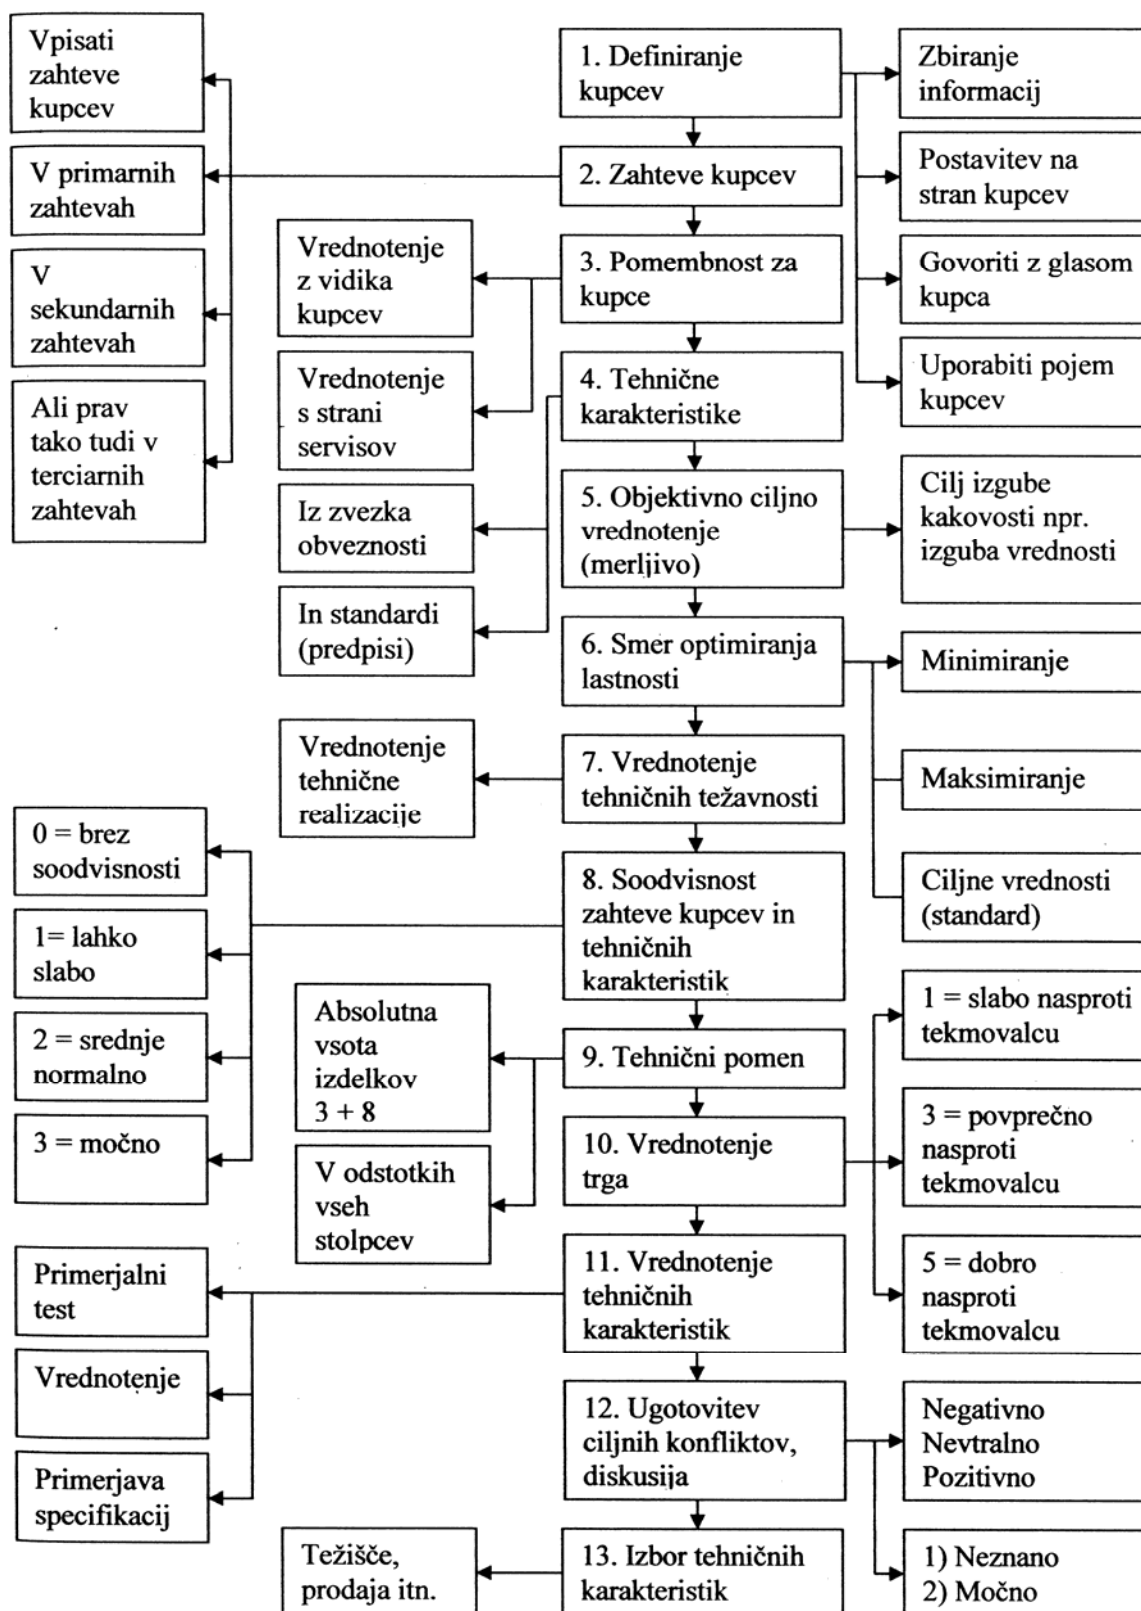 Vpisati
zahteve
kupcev
V primarnih
zahtevah
V
sekundarnih
zahtevah
Ali prav
tako tudi v
terciarnih
zahtevah
1. Definiranje
kupcev
Zbiranje
informacij
Postavitev na
stran kupcev
Govoriti z glasom
kupca
Uporabiti pojem
kupcev
2. Zahteve kupcev
3. Pomembnost za
kupce
Vrednotenje
z vidika
kupcev
Vrednotenje
s strani
servisov
4. Tehnične
karakteristike
Iz zvezka
obveznosti
In standardi
(predpisi)
5. Objektivno ciljno
vrednotenje
(merljivo)
Cilj izgube
kakovosti npr.
izguba vrednosti
6. Smer optimiranja
lastnosti
Minimiranje
Maksimiranje
Ciljne vrednosti
(standard)
7. Vrednotenje
tehničnih težavnosti
Vrednotenje
tehnične
realizacije
8. Soodvisnost
zahteve kupcev in
tehničnih
karakteristik
0 = brez
soodvisnosti
1= lahko
slabo
2 = srednje
normalno
3 = močno
9. Tehnični pomen
Absolutna
vsota
izdelkov
3 + 8
V odstotkih
vseh
stolpcev
10. Vrednotenje
trga
1 = slabo nasproti
tekmovalcu
3 = povprečno
nasproti
tekmovalcu
5 = dobro
nasproti
tekmovalcu
11. Vrednotenje
tehničnih
karakteristik
Primerjalni
test
Vrednotenje
Primerjava
specifikacij
12. Ugotovitev
ciljnih konfliktov,
diskusija
Negativno
Nevtralno
Pozitivno
1) Neznano
2) Močno
13. Izbor tehničnih
karakteristik
Težišče,
prodaja itn.